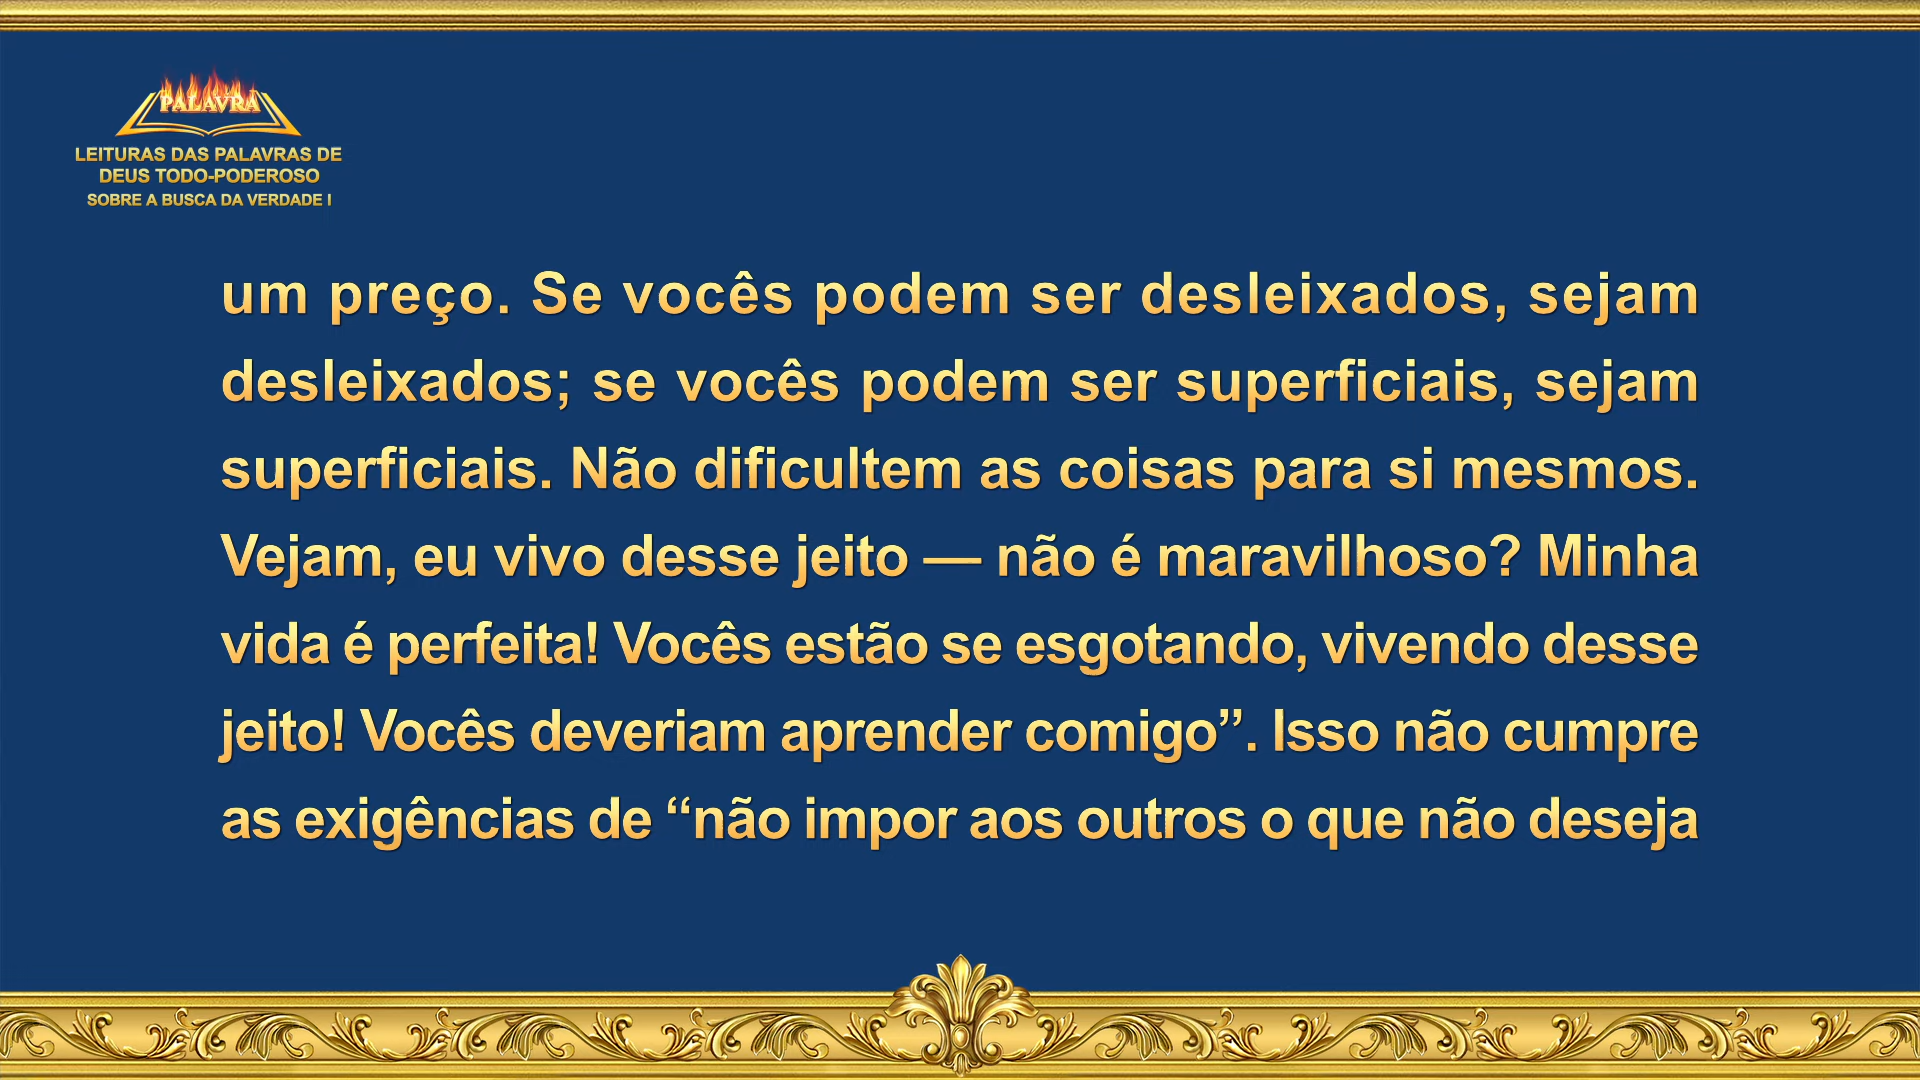 PALAVRA
LEITURAS DAS PALAVRAS DE
DEUS TODO-PODEROSO
SOBRE A BUSCA DA VERDADE I
um preço. Se vocês podem ser desleixados, sejam
desleixados; se vocês podem ser superficiais, sejam
superficiais. Não dificultem as coisas para si mesmos.
Vejam, eu vivo desse jeito — não é maravilhoso? Minha
vida é perfeita! Vocês estão se esgotando, vivendo desse
jeito! Vocês deveriam aprender comigo”. Isso não cumpre
as exigências de “não impor aos outros o que não deseja